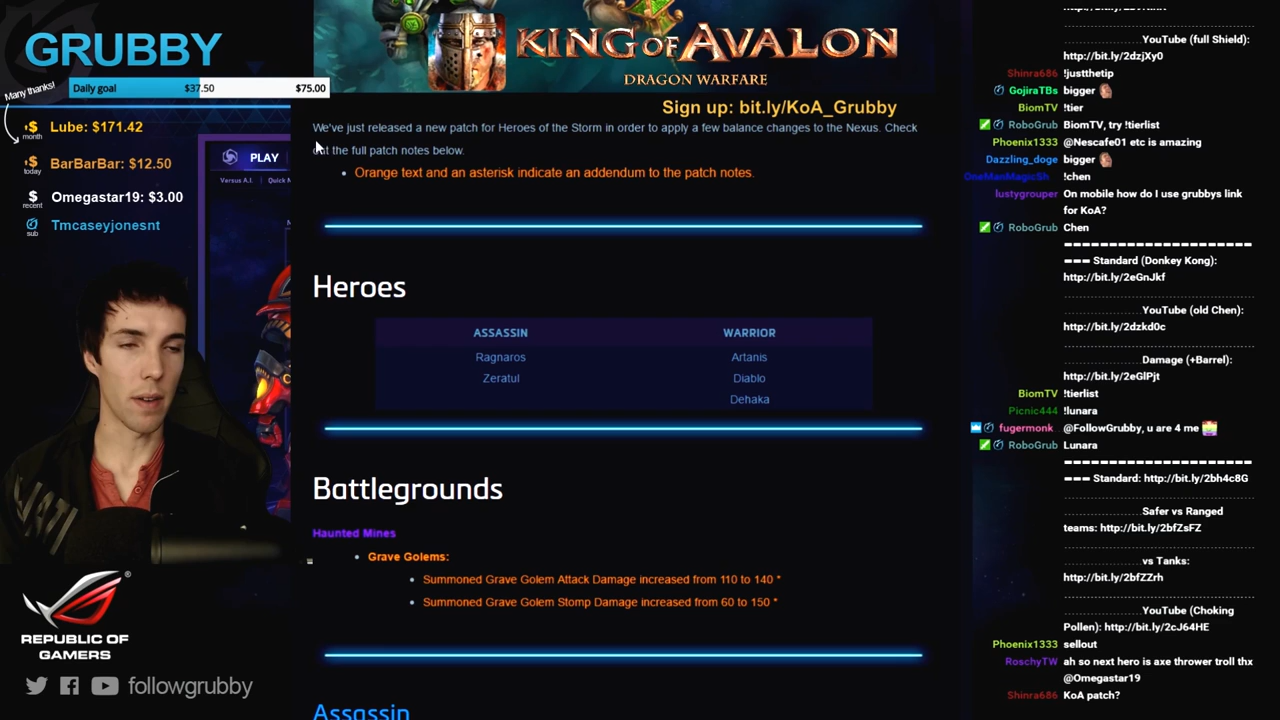 GRUBBY
Many thanks!
Daily goal $37.50 $75.00
$ month Lube: $171.42
$ today BarBarBar: $12.50
$ recent Omegastar19: $3.00
sub Tmcaseyjonesnt
PLAY
Versus A.I. Quick M
REPUBLIC OF
GAMERS
followgrubby
KING OF AVALON
DRAGON WARFARE
Sign up: bit.ly/KoA_Grubby
We've just released a new patch for Heroes of the Storm in order to apply a few balance changes to the Nexus. Check
out the full patch notes below.
• Orange text and an asterisk indicate an addendum to the patch notes.
Heroes
ASSASSIN WARRIOR
Ragnaros Artanis
Zeratul Diablo
Dehaka
Battlegrounds
Haunted Mines
• Grave Golems:
• Summoned Grave Golem Attack Damage increased from 110 to 140 *
• Summoned Grave Golem Stomp Damage increased from 60 to 150 *
Assassin
YouTube (full Shield):
http://bit.ly/2dzjXy0
Shinra686 !justthetip
GojiraTBs bigger
BiomTV !tier
RoboGrub BiomTV, try !tierlist
Phoenix1333 @Nescafe01 etc is amazing
Dazzling_doge bigger
OneManMagicSh !chen
lustygrouper On mobile how do I use grubbys link
for KoA?
RoboGrub Chen
Standard (Donkey Kong):
http://bit.ly/2eGnJkf
YouTube (old Chen):
http://bit.ly/2dzkd0c
Damage (+Barrel):
http://bit.ly/2eGlPjt
BiomTV !tierlist
Picnic444 !lunara
fugermonk @FollowGrubby, u are 4 me
RoboGrub Lunara
Standard: http://bit.ly/2bh4c8G
Safer vs Ranged
teams: http://bit.ly/2bfZsFZ
vs Tanks:
http://bit.ly/2bfZZrh
YouTube (Choking
Pollen): http://bit.ly/2cJ64HE
Phoenix1333 sellout
RoschyTW ah so next hero is axe thrower troll thx
@Omegastar19
Shinra686 KoA patch?